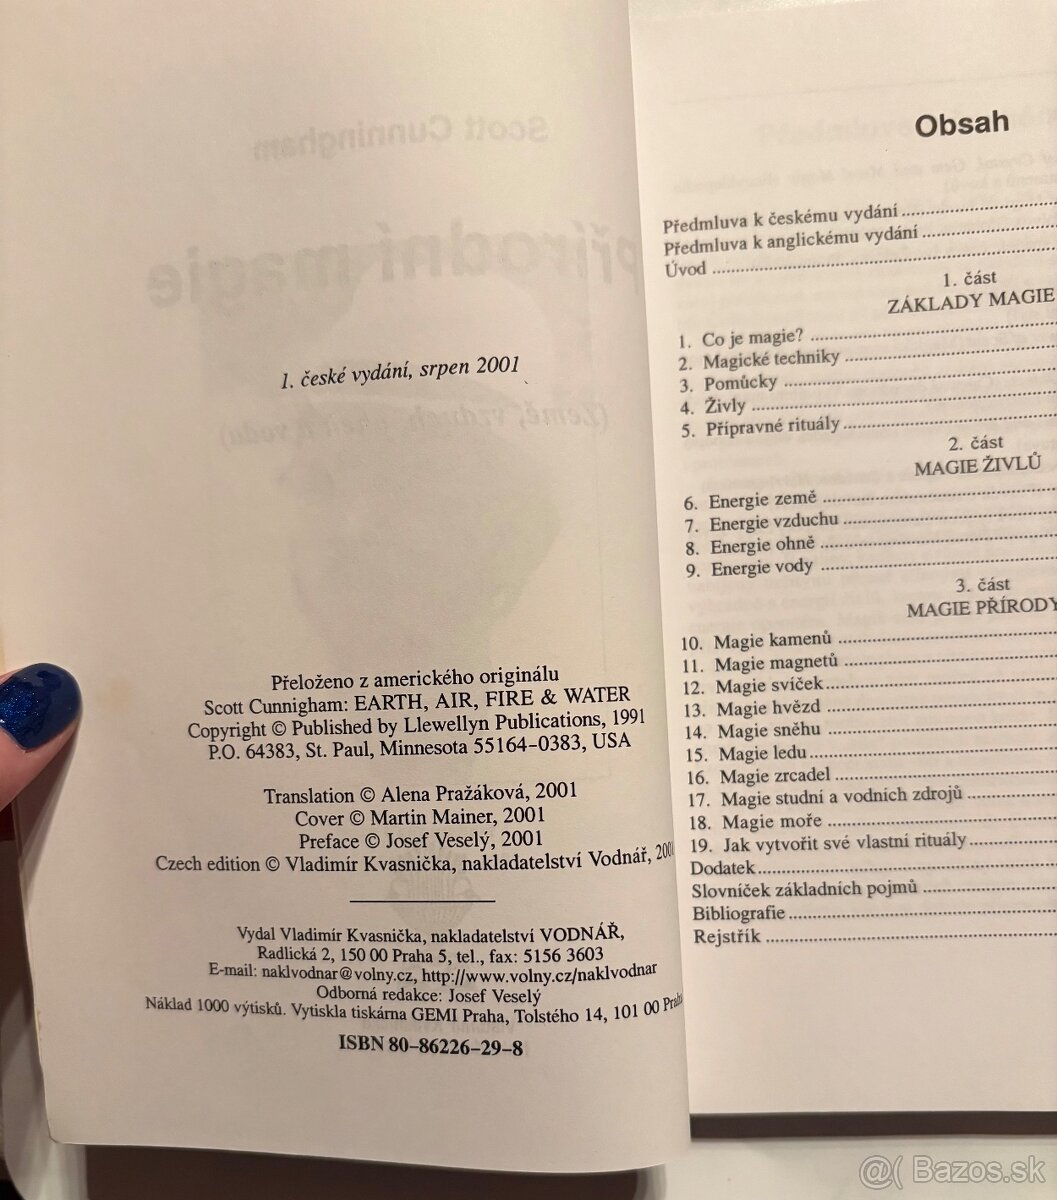 1. české vydání, srpen 2001
Přeloženo z amerického originálu
Scott Cunnigham: EARTH, AIR, FIRE & WATER
Copyright © Published by Llewellyn Publications, 1991
P.O. 64383, St. Paul, Minnesota 55164-0383, USA
Translation © Alena Pražáková, 2001
Cover © Martin Mainer, 2001
Preface © Josef Veselý, 2001
Czech edition © Vladimír Kvasnička, nakladatelství Vodnář, 2001
Vydal Vladimír Kvasnička, nakladatelství VODNÁŘ,
Radlická 2, 150 00 Praha 5, tel., fax: 5156 3603
E-mail: naklvodnar@volny.cz, http://www.volny.cz/naklvodnar
Odborná redakce: Josef Veselý
Náklad 1000 výtisků. Vytiskla tiskárna GEMI Praha, Tolstého 14, 101 00 Praha
ISBN 80-86226-29-8
Obsah
Předmluva k českému vydání
Předmluva k anglickému vydání
Úvod
1. část
ZÁKLADY MAGIE
1. Co je magie?
2. Magické techniky
3. Pomůcky
4. Živly
5. Přípravné rituály
2. část
MAGIE ŽIVLŮ
6. Energie země
7. Energie vzduchu
8. Energie ohně
9. Energie vody
3. část
MAGIE PŘÍRODY
10. Magie kamenů
11. Magie magnetů
12. Magie svíček
13. Magie hvězd
14. Magie sněhu
15. Magie ledu
16. Magie zrcadel
17. Magie studní a vodních zdrojů
18. Magie moře
19. Jak vytvořit své vlastní rituály
Dodatek
Slovníček základních pojmů
Bibliografie
Rejstřík
@( Bazos.sk